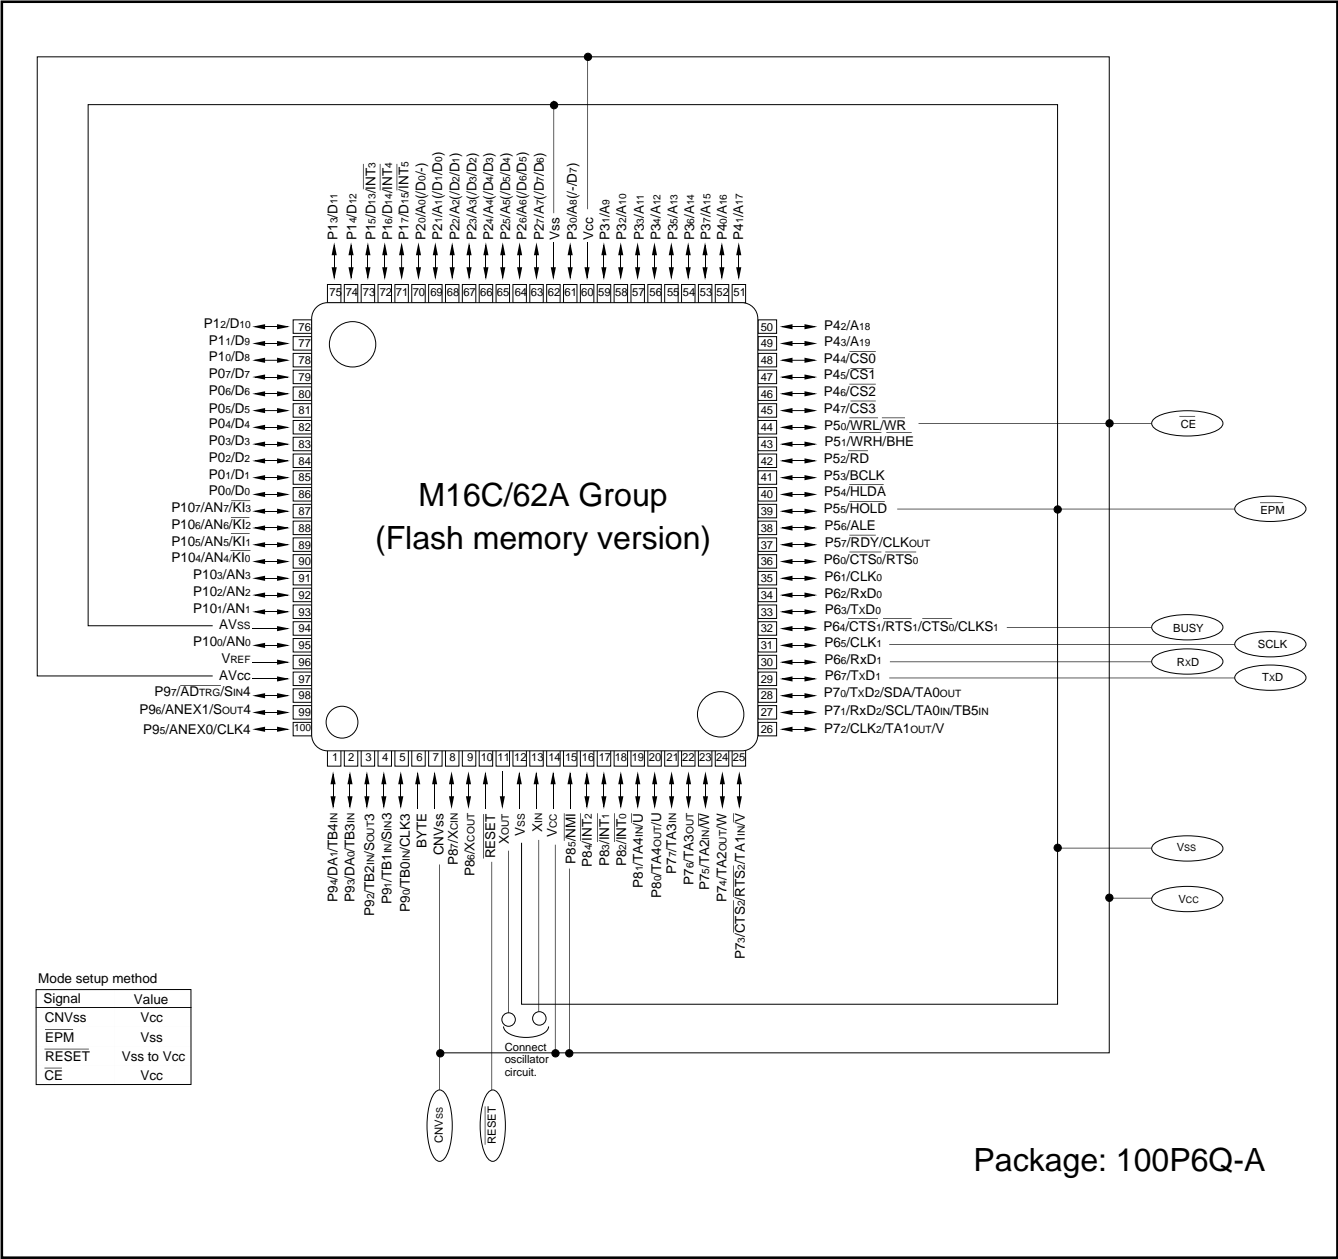 P13/D11
P14/D12
P15/D13/INT3
P16/D14/INT4
P17/D15/INT5
P20/A0(/D0/-)
P21/A1(/D1/D0)
P22/A2(/D2/D1)
P23/A3(/D3/D2)
P24/A4(/D4/D3)
P25/A5(/D5/D4)
P26/A6(/D6/D5)
P27/A7(/D7/D6)
Vss
P30/A8(/-/D7)
Vcc
P31/A9
P32/A10
P33/A11
P34/A12
P35/A13
P36/A14
P37/A15
P40/A16
P41/A17
75 74 73 72 71 70 69 68 67 66 65 64 63 62 61 60 59 58 57 56 55 54 53 52 51
P12/D10 76
P11/D9 77
P10/D8 78
P07/D7 79
P06/D6 80
P05/D5 81
P04/D4 82
P03/D3 83
P02/D2 84
P01/D1 85
P00/D0 86
P107/AN7/KI3 87
P106/AN6/KI2 88
P105/AN5/KI1 89
P104/AN4/KI0 90
P103/AN3 91
P102/AN2 92
P101/AN1 93
AVss 94
P100/AN0 95
VREF 96
AVcc 97
P97/ADTRG/SIN4 98
P96/ANEX1/SOUT4 99
P95/ANEX0/CLK4 100
M16C/62A Group
(Flash memory version)
50 P42/A18
49 P43/A19
48 P44/CS0
47 P45/CS1
46 P46/CS2
45 P47/CS3
44 P50/WRL/WR
43 P51/WRH/BHE
42 P52/RD
41 P53/BCLK
40 P54/HLDA
39 P55/HOLD
38 P56/ALE
37 P57/RDY/CLKOUT
36 P60/CTS0/RTS0
35 P61/CLK0
34 P62/RxD0
33 P63/TxD0
32 P64/CTS1/RTS1/CTS0/CLKS1
31 P65/CLK1
30 P66/RxD1
29 P67/TxD1
28 P70/TxD2/SDA/TA0OUT
27 P71/RxD2/SCL/TA0IN/TB5IN
26 P72/CLK2/TA1OUT/V
CE
EPM
BUSY
SCLK
RxD
TxD
Vss
Vcc
1 2 3 4 5 6 7 8 9 10 11 12 13 14 15 16 17 18 19 20 21 22 23 24 25
P94/DA1/TB4IN
P93/DA0/TB3IN
P92/TB2IN/SOUT3
P91/TB1IN/SIN3
P90/TB0IN/CLK3
BYTE
CNVss
P87/XCIN
P86/XCOUT
RESET
XOUT
Vss
XIN
Vcc
P85/NMI
P84/INT2
P83/INT1
P82/INT0
P81/TA4IN/U
P80/TA4OUT/U
P77/TA3IN
P76/TA3OUT
P75/TA2IN/W
P74/TA2OUT/W
P73/CTS2/RTS2/TA1IN/V
Mode setup method
Signal Value
CNVss Vcc
EPM Vss
RESET Vss to Vcc
CE Vcc
Connect
oscillator
circuit.
CNVss
RESET
Package: 100P6Q-A